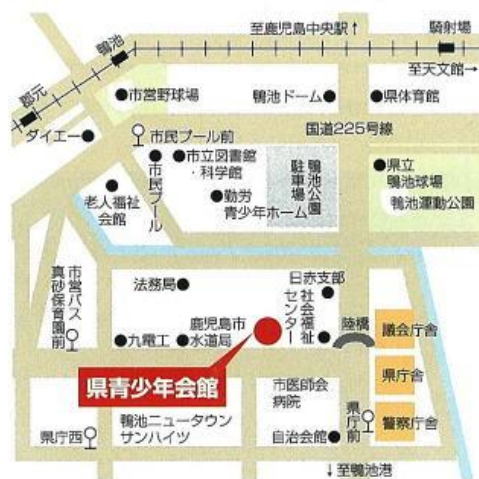 至鹿児島中央駅↑
騎射場
至天文館→
鴨池
郡元
市営野球場
鴨池ドーム
県体育館
ダイエー
市民プール前
国道225号線
市立図書館
・科学館
市民プール
勤労
青少年ホーム
鴨池公園
駐車場
県立
鴨池球場
鴨池運動公園
老人福祉
会館
市営バス
真砂保育園前
法務局
日赤支部
社会福祉
センター
陸橋
議会庁舎
九電工
鹿児島市
水道局
県青少年会館
県庁舎
市医師会
病院
県庁前
警察庁舎
県庁西
鴨池ニュータウン
サンハイツ
自治会館
↓至鴨池港